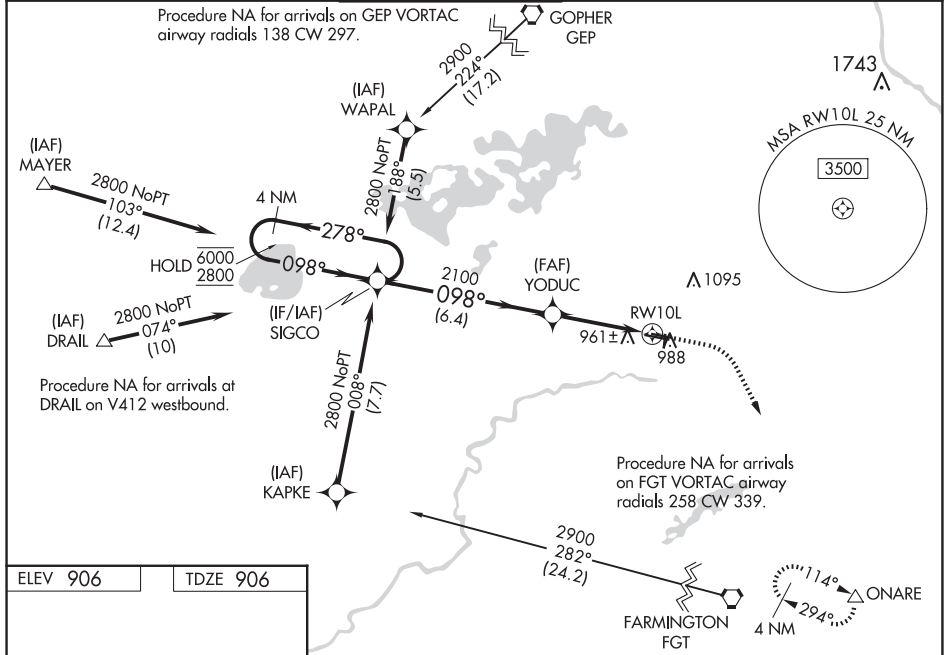 Procedure NA for arrivals on GEP VORTAC
airway radials 138 CW 297.
GOPHER
GEP
2900
224°
(17.2)
1743
(IAF)
WAPAL
MSA RW10L 25 NM
3500
(IAF)
MAYER
2800 NoPT
103°
(12.4)
2800 NoPT
188°
(5.5)
4 NM
278°
HOLD
6000
2800
098°
(IF/IAF)
SIGCO
2100
098°
(6.4)
(FAF)
YODUC
1095
RW10L
961±
988
(IAF)
DRAIL
2800 NoPT
074°
(10)
Procedure NA for arrivals at
DRAIL on V412 westbound.
2800 NoPT
008°
(7.7)
(IAF)
KAPKE
Procedure NA for arrivals
on FGT VORTAC airway
radials 258 CW 339.
2900
282°
(24.2)
FARMINGTON
FGT
114°
294°
4 NM
ONARE
ELEV 906
TDZE 906